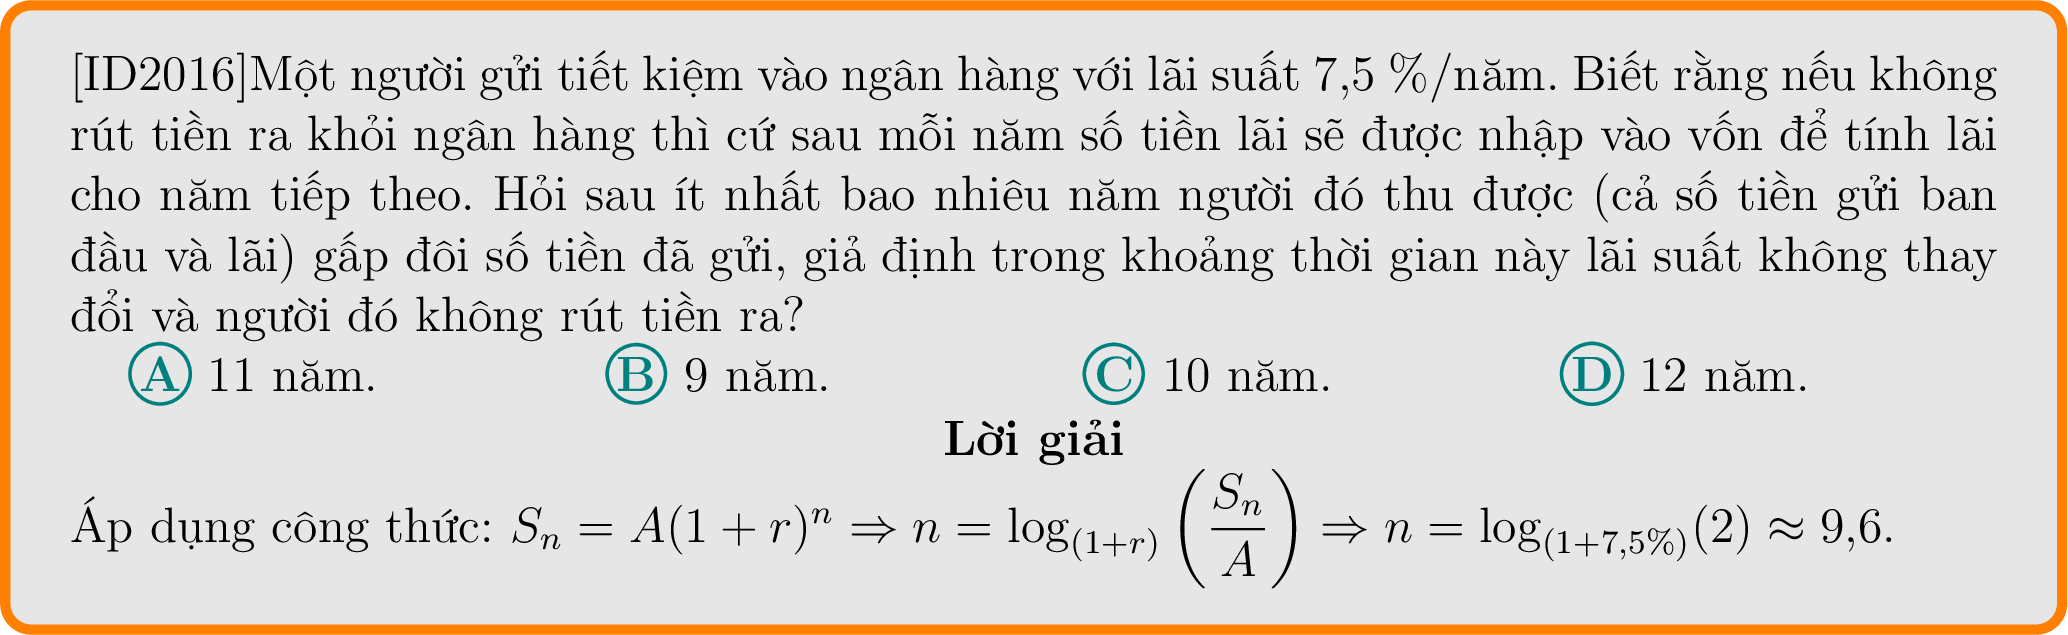 [ID2016]Một người gửi tiết kiệm vào ngân hàng với lãi suất 7,5 %/năm. Biết rằng nếu không
rút tiền ra khỏi ngân hàng thì cứ sau mỗi năm số tiền lãi sẽ được nhập vào vốn để tính lãi
cho năm tiếp theo. Hỏi sau ít nhất bao nhiêu năm người đó thu được (cả số tiền gửi ban
đầu và lãi) gấp đôi số tiền đã gửi, giả định trong khoảng thời gian này lãi suất không thay
đổi và người đó không rút tiền ra?
A 11 năm. B 9 năm. C 10 năm. D 12 năm.
Lời giải
Áp dụng công thức: $S_n = A(1 + r)^n \Rightarrow n = \log_{(1+r)} \left( \dfrac{S_n}{A} \right) \Rightarrow n = \log_{(1+7,5\%)}(2) \approx 9,6.$